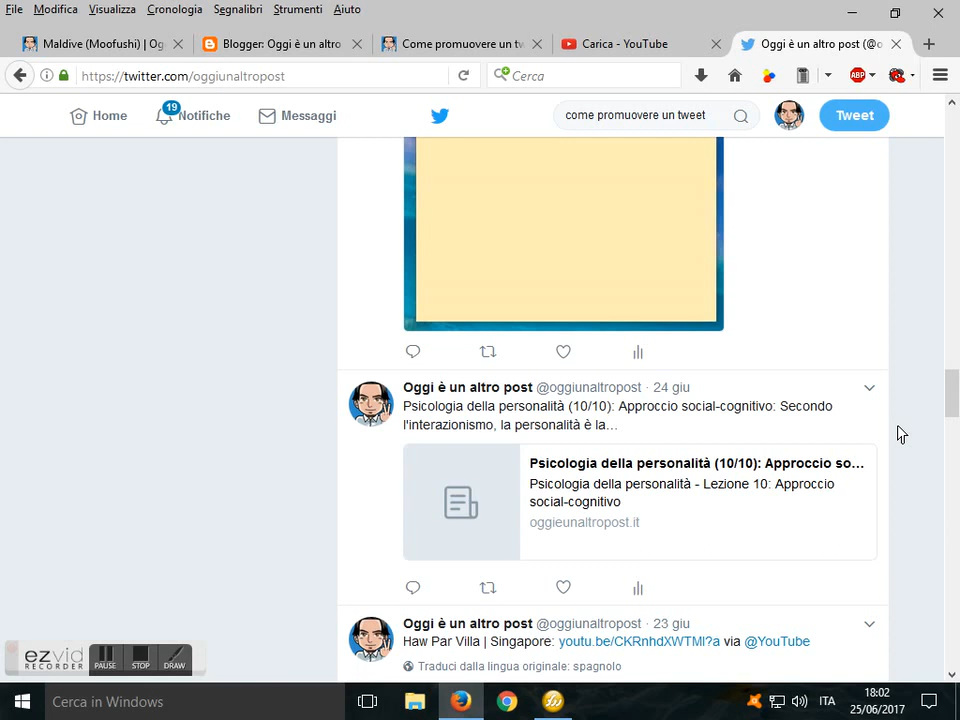 File Modifica Visualizza Cronologia Segnalibri Strumenti Aiuto
Maldive (Moofushi) | Og
Blogger: Oggi è un altro
Come promuovere un tw
Carica - YouTube
Oggi è un altro post (@o
https://twitter.com/oggiunaltropost
Cerca
ABP
Home
19
Notifiche
Messaggi
come promuovere un tweet
Tweet
Oggi è un altro post @oggiunaltropost · 24 giu
Psicologia della personalità (10/10): Approccio social-cognitivo: Secondo
l'interazionismo, la personalità è la…
Psicologia della personalità (10/10): Approccio so...
Psicologia della personalità - Lezione 10: Approccio
social-cognitivo
oggieunaltropost.it
Oggi è un altro post @oggiunaltropost · 23 giu
Haw Par Villa | Singapore: youtu.be/CKRnhdXWTMI?a via @YouTube
Traduci dalla lingua originale: spagnolo
ezvid
RECORDER
PAUSE
STOP
DRAW
Cerca in Windows
ITA
18:02
25/06/2017